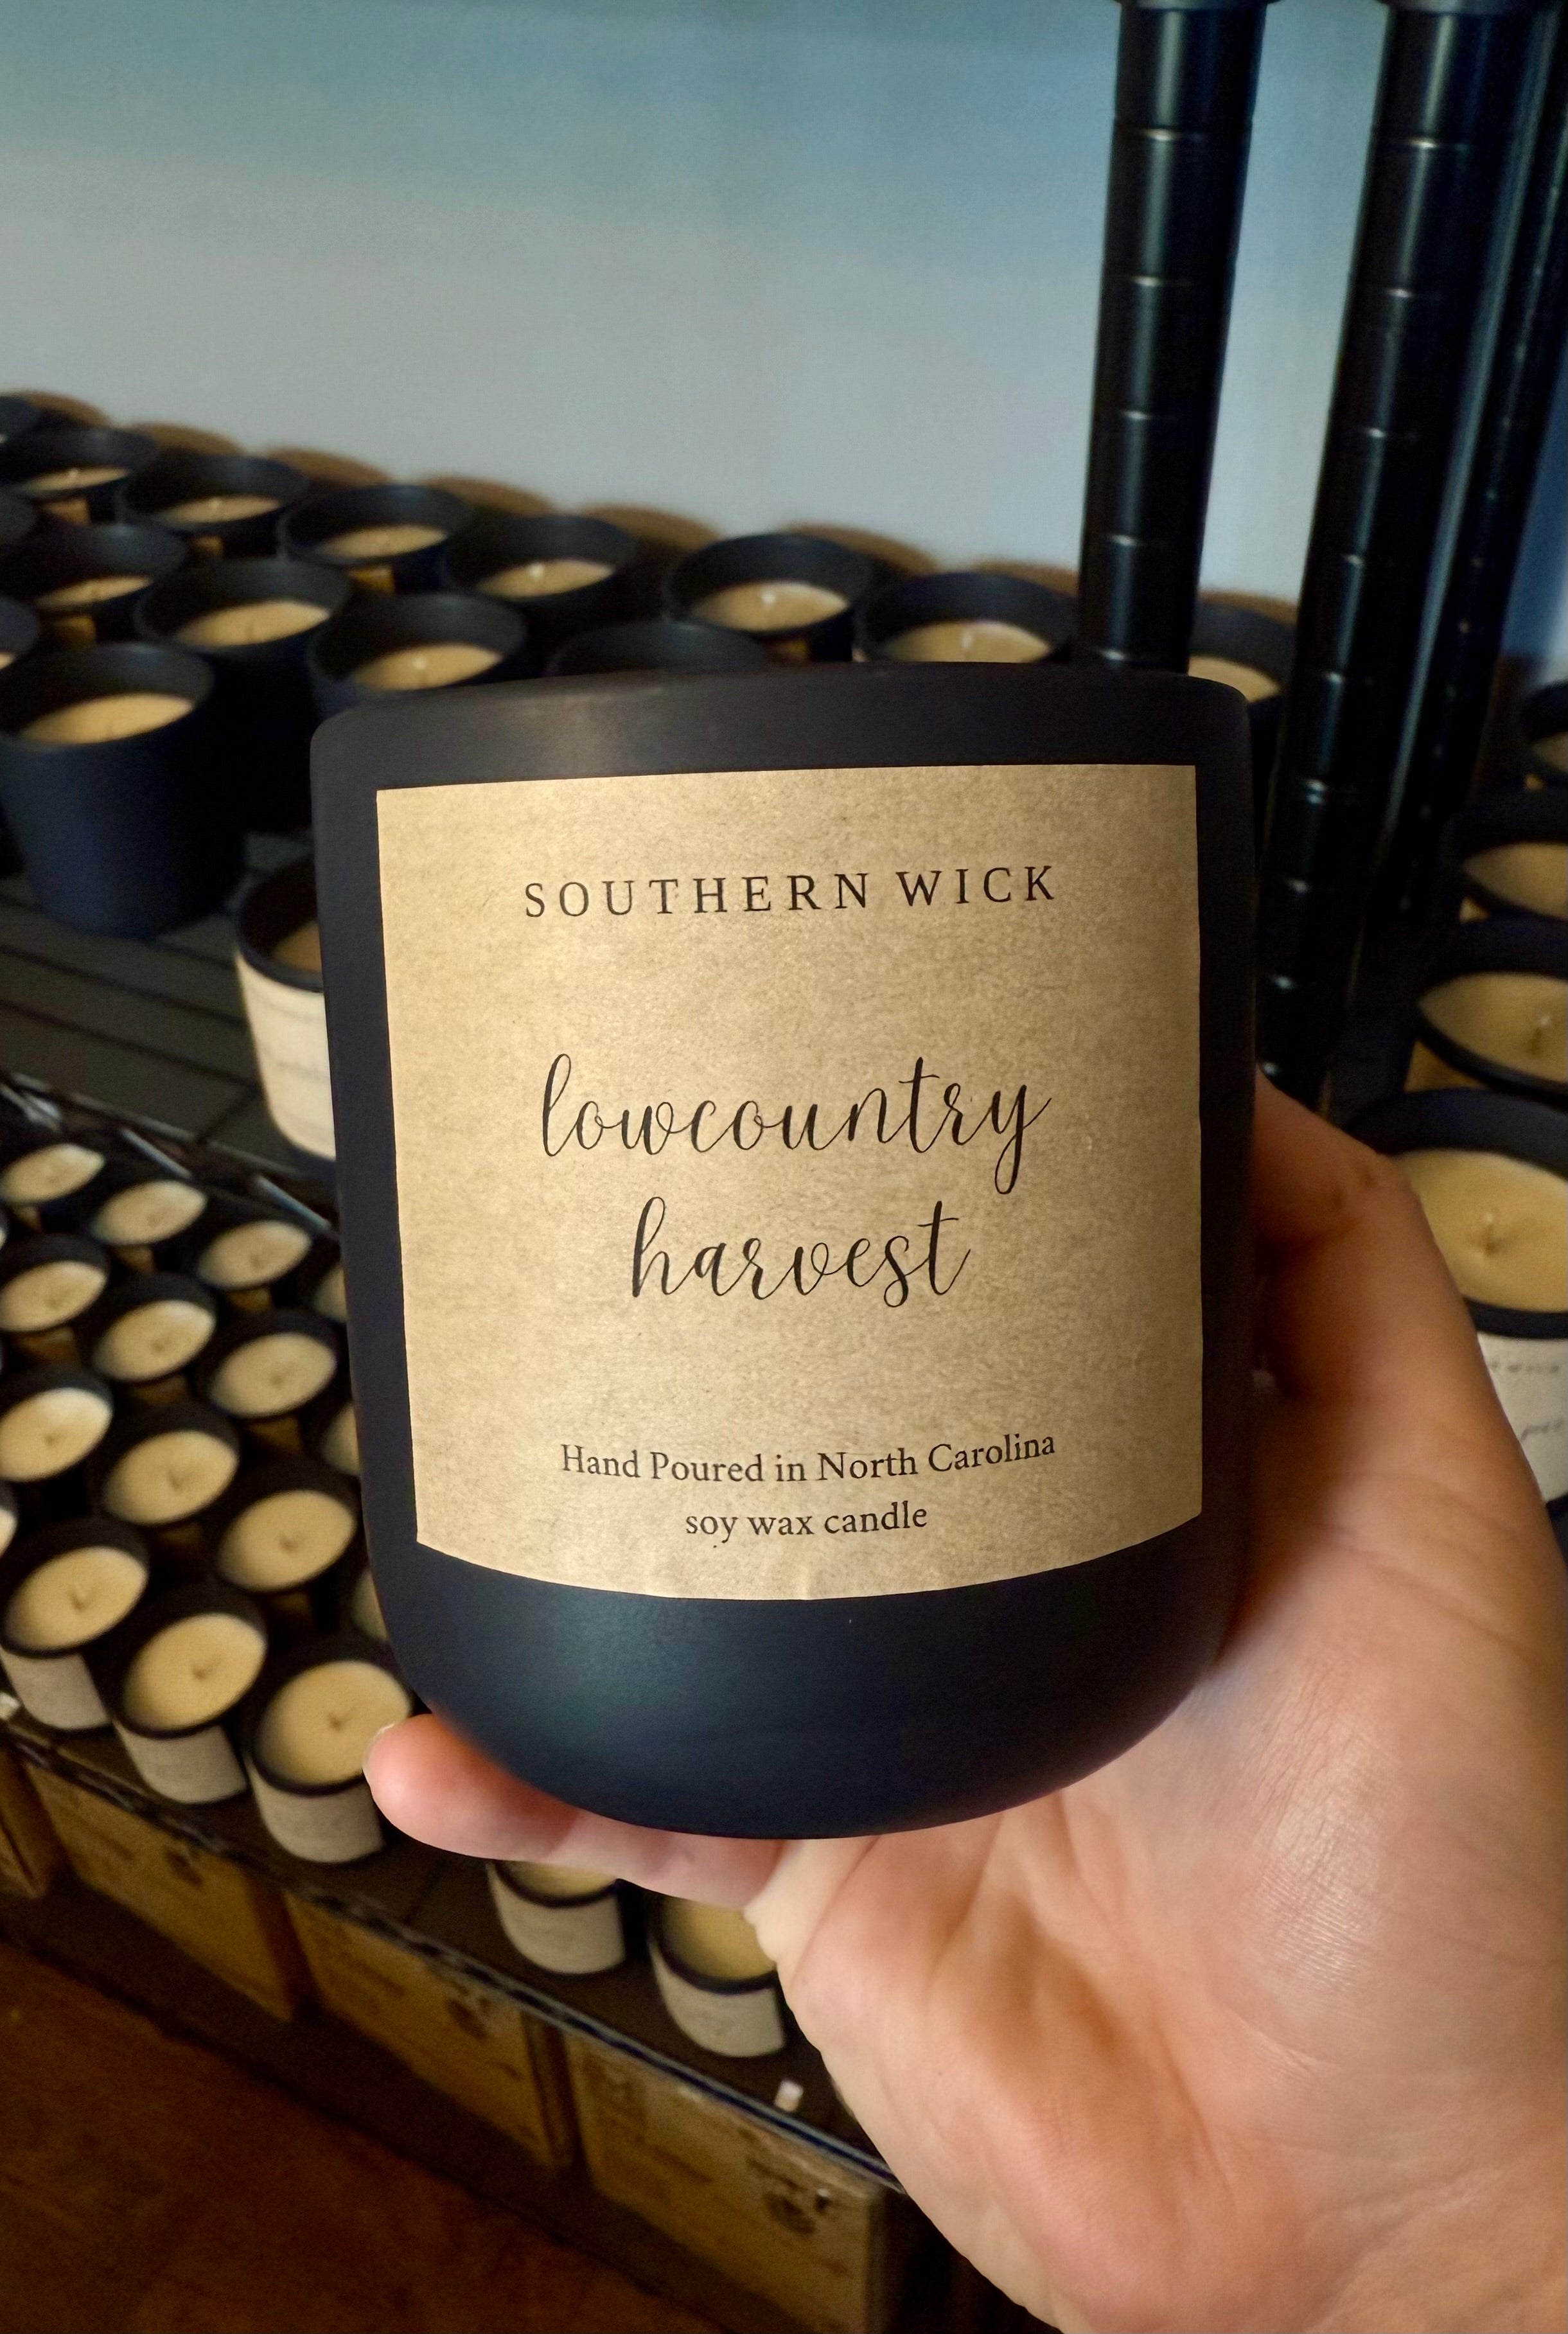 SOUTHERN WICK
lowcountry
harvest
Hand Poured in North Carolina
soy wax candle